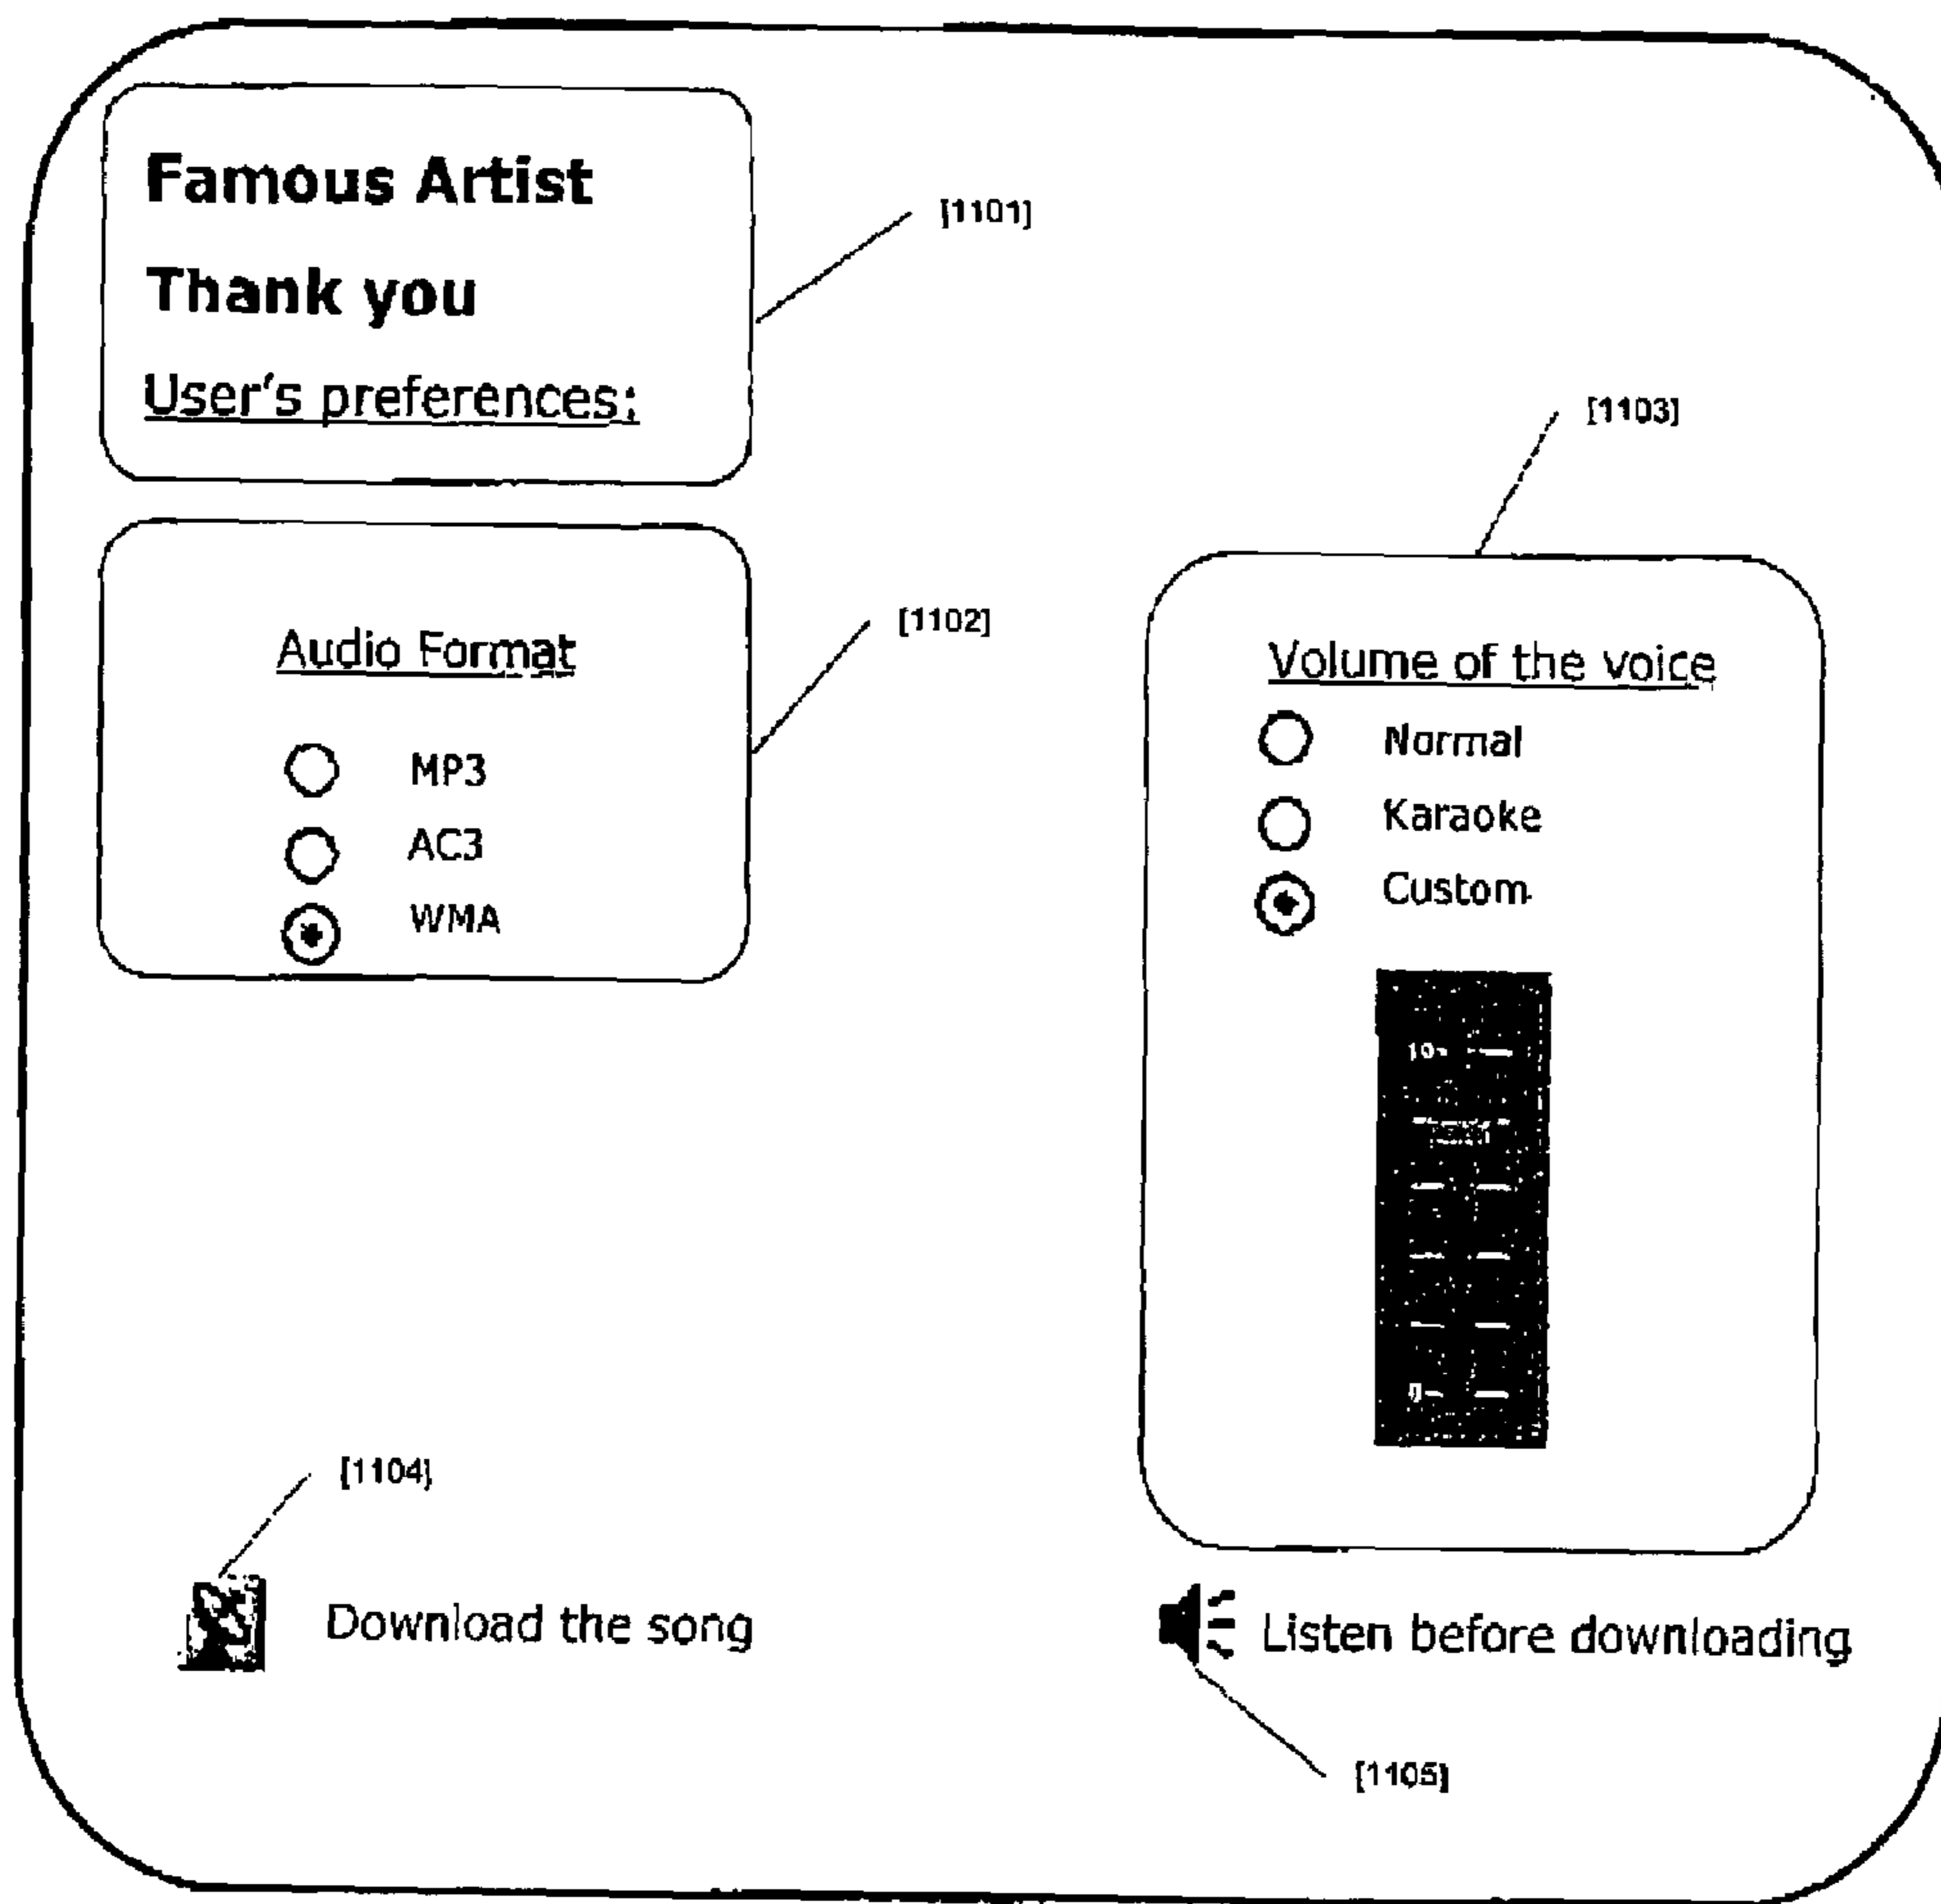 Famous Artist
Thank you
User's preferences:
[1101]
Audio Format
MP3
AC3
WMA
[1102]
[1103]
Volume of the voice
Normal
Karaoke
Custom
10
0
[1104]
Download the song
Listen before downloading
[1105]